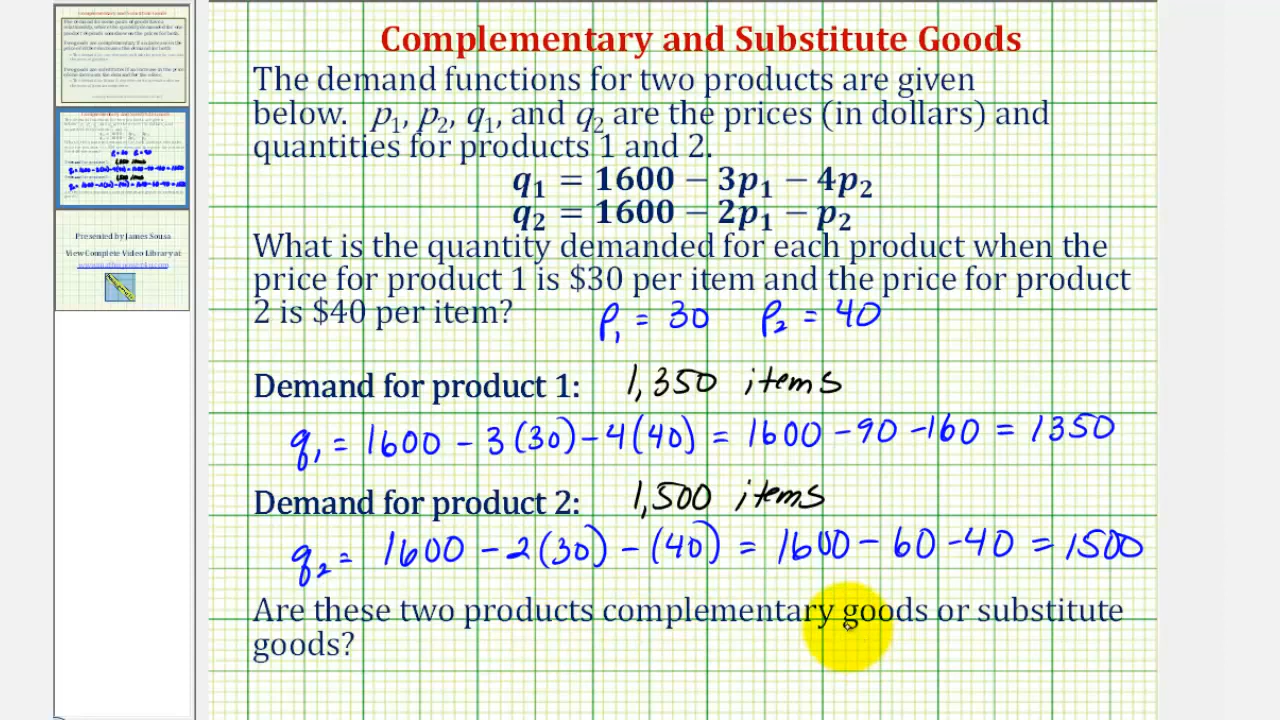 Complementary and Substitute Goods
The demand functions for two products are given
below. p₁, p₂, q₁, and q₂ are the prices (in dollars) and
quantities for products 1 and 2.
q₁ = 1600 − 3p₁ − 4p₂
q₂ = 1600 − 2p₁ − p₂
What is the quantity demanded for each product when the
price for product 1 is $30 per item and the price for product
2 is $40 per item? p₁ = 30 p₂ = 40
Demand for product 1: 1,350 items
q₁ = 1600 − 3(30) − 4(40) = 1600 − 90 − 160 = 1350
Demand for product 2: 1,500 items
q₂ = 1600 − 2(30) − (40) = 1600 − 60 − 40 = 1500
Are these two products complementary goods or substitute
goods?
Presented by James Sousa
View Complete Video Library at